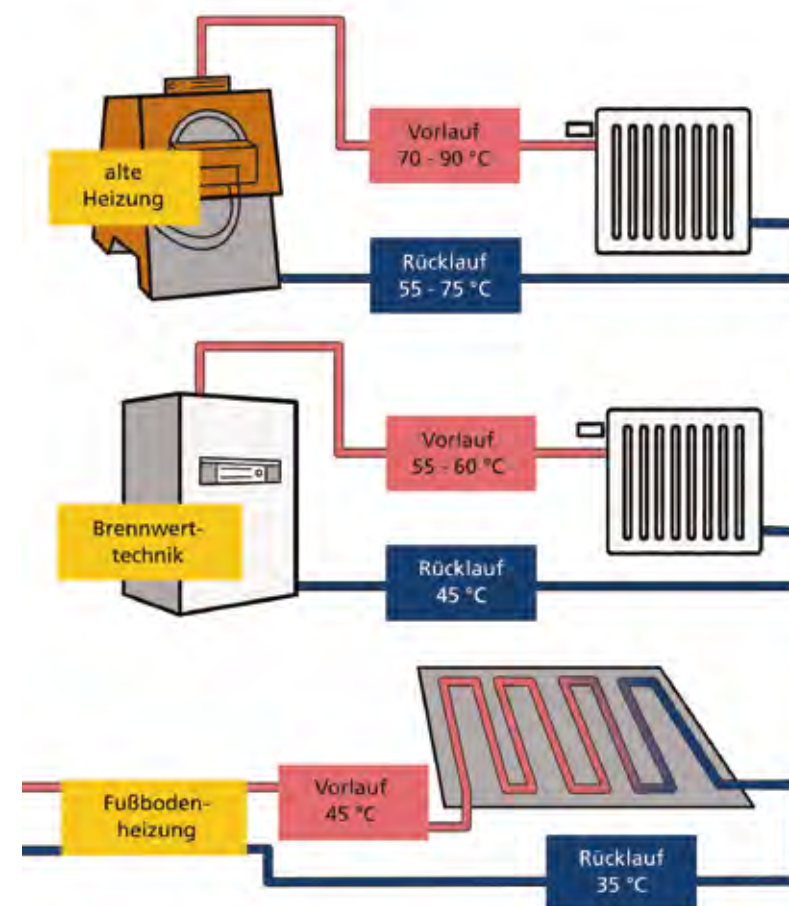 Vorlauf
70 - 90 °C
alte
Heizung
Rücklauf
55 - 75 °C
Vorlauf
55 - 60 °C
Brennwert-
technik
Rücklauf
45 °C
Vorlauf
45 °C
Fußboden-
heizung
Rücklauf
35 °C